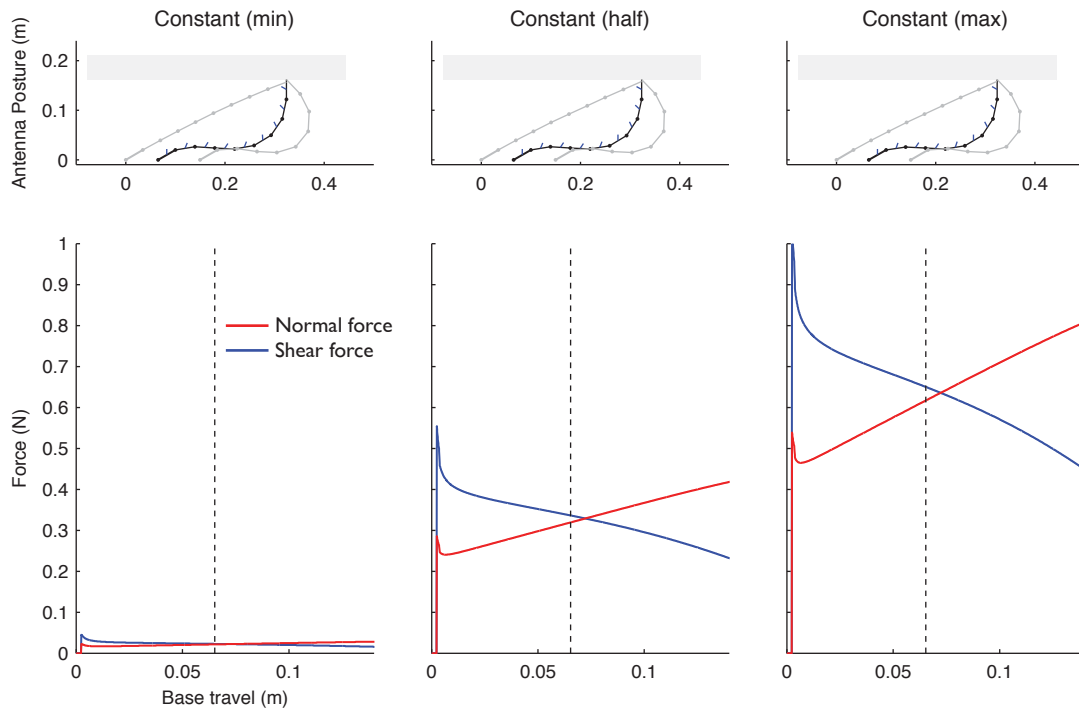 Constant (min) Constant (half) Constant (max)
Antenna Posture (m)
0.2
0.1
0
0 0.2 0.4 0 0.2 0.4 0 0.2 0.4
Force (N)
1
0.9
0.8
0.7
0.6
0.5
0.4
0.3
0.2
0.1
0
Normal force
Shear force
0 0.05 0.1 0 0.05 0.1 0 0.05 0.1
Base travel (m)